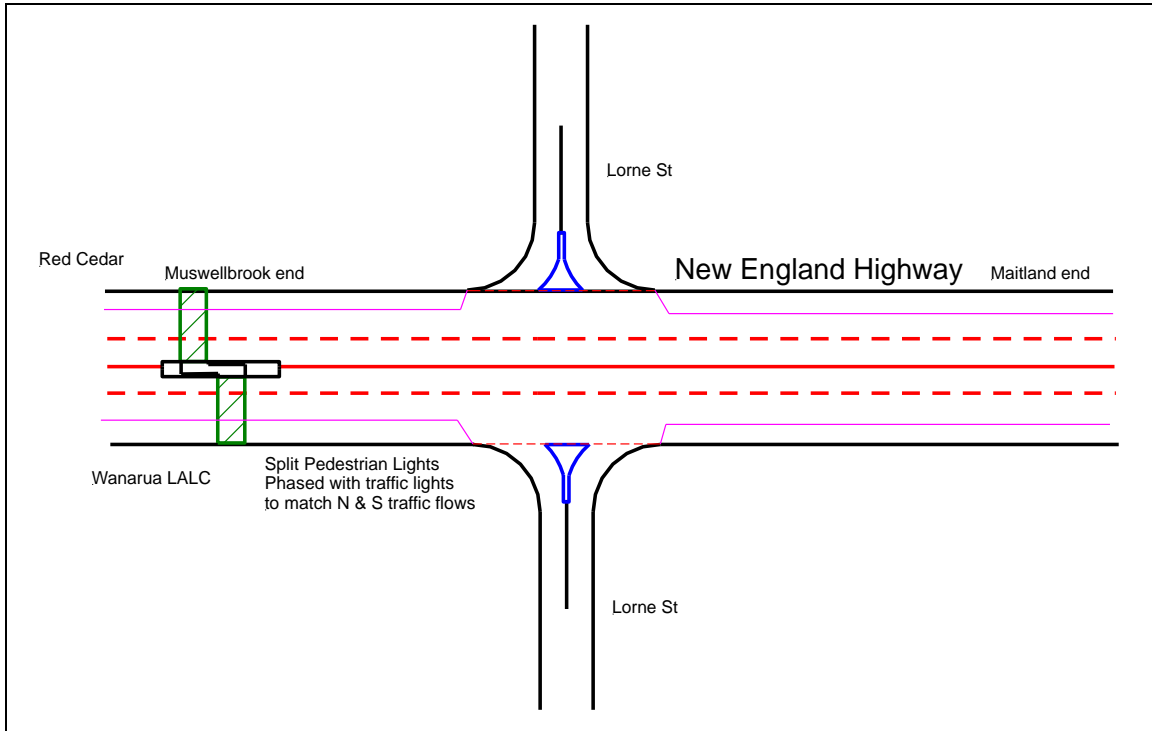 Lorne St
Red Cedar
Muswellbrook end
New England Highway
Maitland end
Wanarua LALC
Split Pedestrian Lights
Phased with traffic lights
to match N & S traffic flows
Lorne St